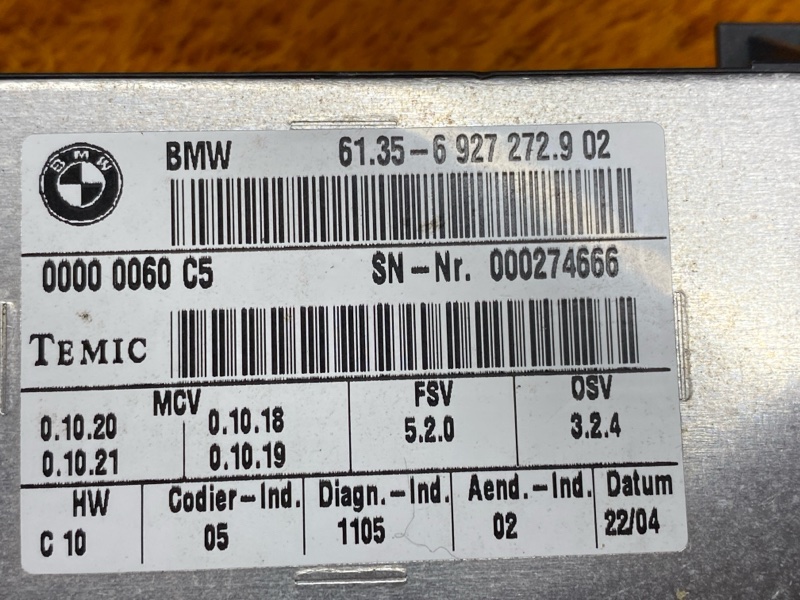 BMW
BMW 61.35-6 927 272.9 02
0000 0060 C5 SN-Nr. 000274666
TEMIC
MCV FSV OSV
0.10.20 0.10.18 5.2.0 3.2.4
0.10.21 0.10.19
HW Codier-Ind. Diagn.-Ind. Aend.-Ind. Datum
C 10 05 1105 02 22/04